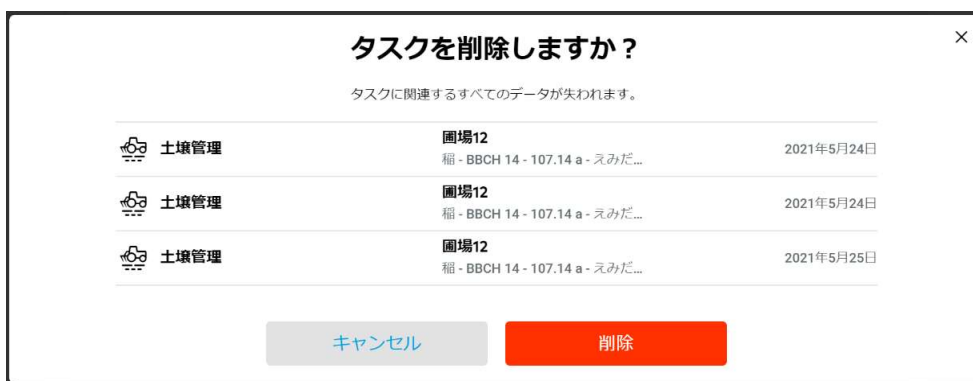 タスクを削除しますか？
タスクに関連するすべてのデータが失われます。
土壌管理
圃場12
稲 - BBCH 14 - 107.14 a - えみだ...
2021年5月24日
土壌管理
圃場12
稲 - BBCH 14 - 107.14 a - えみだ...
2021年5月24日
土壌管理
圃場12
稲 - BBCH 14 - 107.14 a - えみだ...
2021年5月25日
キャンセル
削除